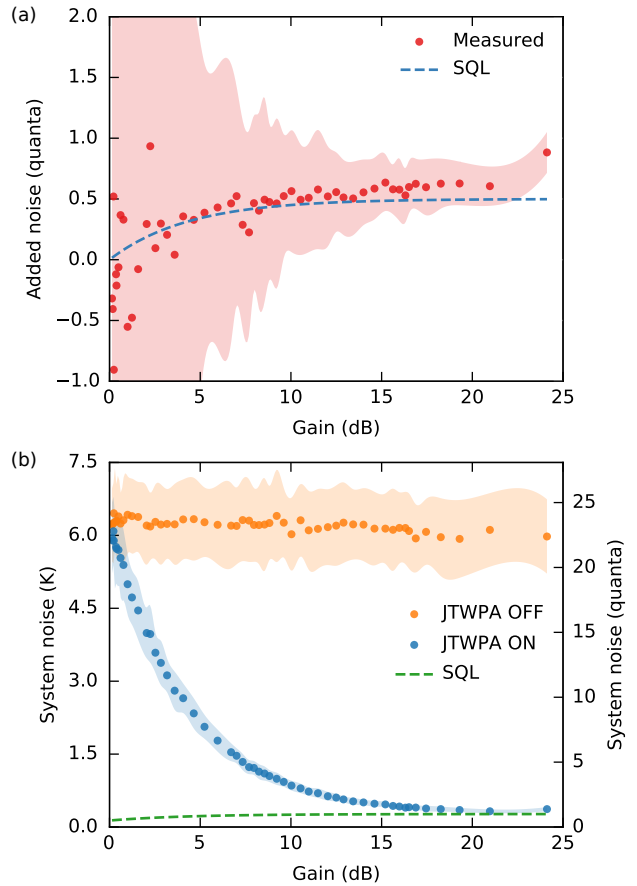 (a)
2.0
1.5
1.0
0.5
0.0
−0.5
−1.0
Added noise (quanta)
Measured
SQL
0 5 10 15 20 25
Gain (dB)
(b)
7.5
6.0
4.5
3.0
1.5
0.0
System noise (K)
JTWPA OFF
JTWPA ON
SQL
25
20
15
10
5
0
System noise (quanta)
0 5 10 15 20 25
Gain (dB)